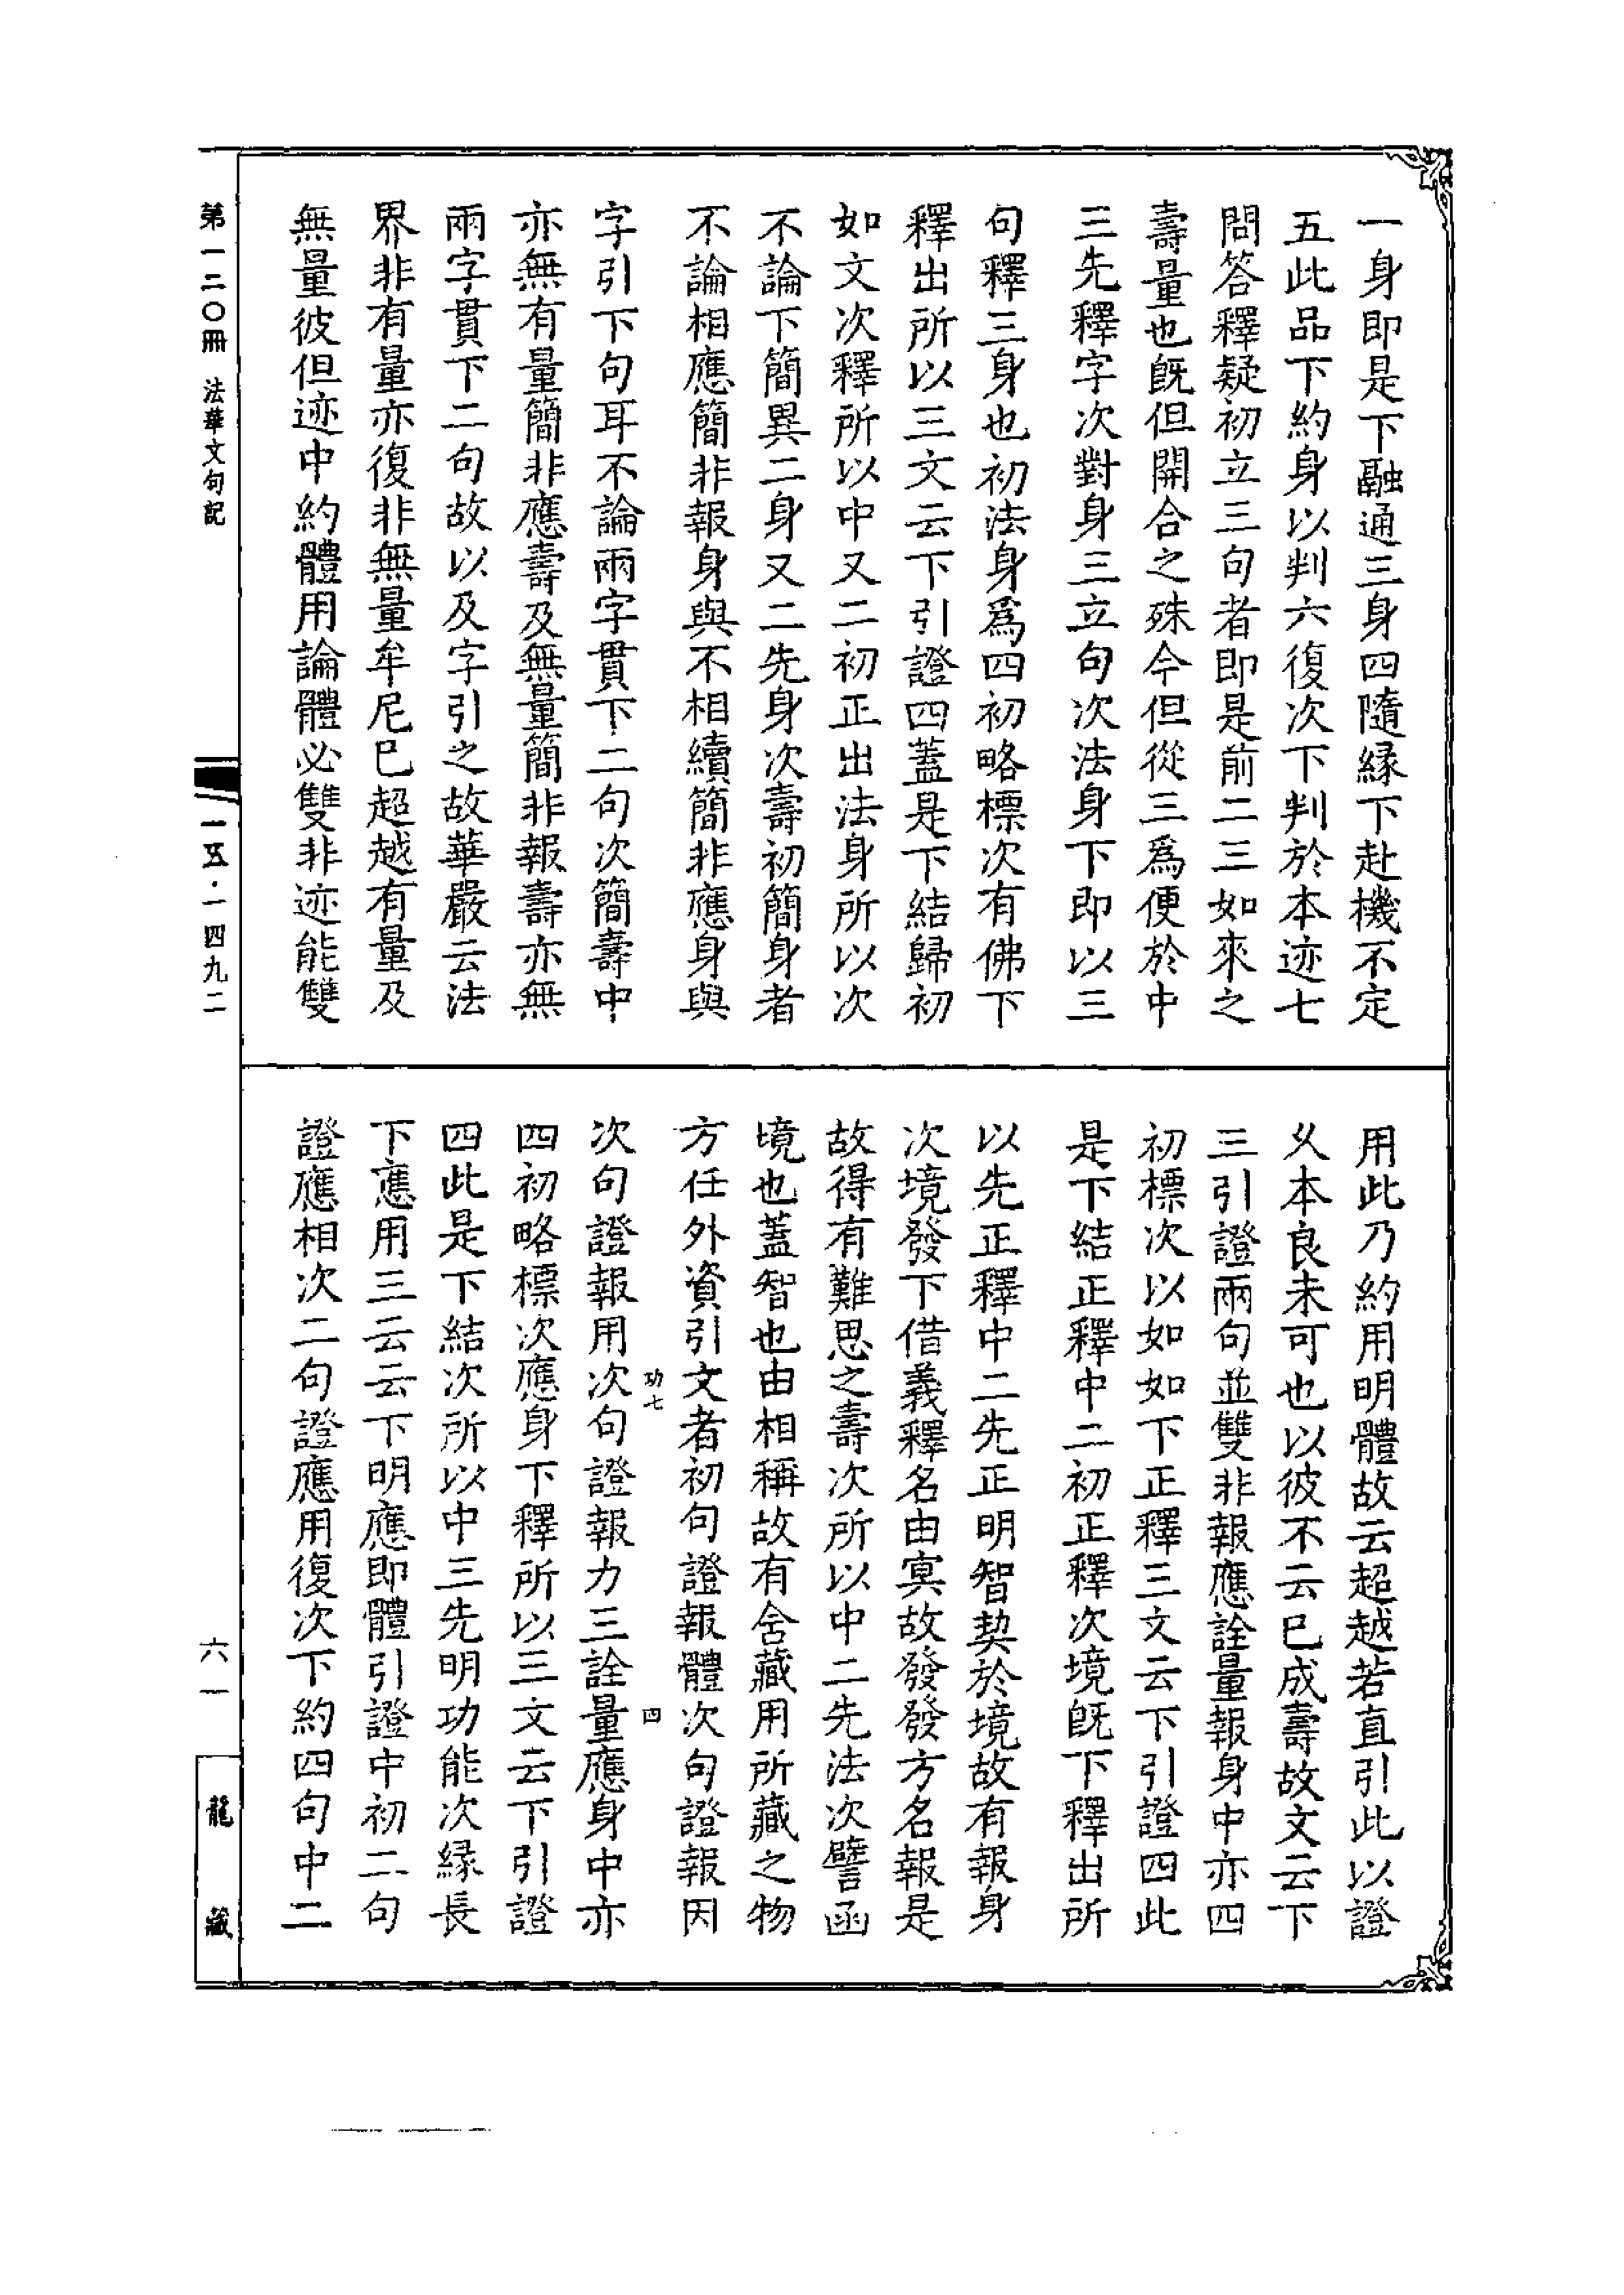 一身即是下融通三身四隨緣下赴機不定
五此品下約身以判六復次下判於本迹七
問答釋疑初立三句者即是前二三如來之
壽量也既但開合之殊今但從三為便於中
三先釋字次對身三立句次法身下即以三
句釋三身也初法身為四初略標次有佛下
釋出所以三文云下引證四蓋是下結歸初
如文次釋所以中又二初正出法身所以次
不論下簡異二身又二先身次壽初簡身者
不論相應簡非報身與不相續簡非應身與
字引下句耳不論兩字貫下二句次簡壽中
亦無有量簡非應壽及無量簡非報壽亦無
兩字貫下二句故以及字引之故華嚴云法
界非有量亦復非無量牟尼已超越有量及
無量彼但迹中約體用論體必雙非迹能雙
用此乃約用明體故云超越若直引此以證
久本良未可也以彼不云已成壽故文云下
三引證兩句並雙非報應詮量報身中亦四
初標次以如如下正釋三文云下引證四此
是下結正釋中二初正釋次境既下釋出所
以先正釋中二先正明智契於境故有報身
次境發下借義釋名由冥故發發方名報是
故得有難思之壽次所以中二先法次譬函
境也蓋智也由相稱故有舍藏用所藏之物
方任外資引文者初句證報體次句證報因
功七
四
次句證報用次句證報力三詮量應身中亦
四初略標次應身下釋所以三文云下引證
四此是下結次所以中三先明功能次緣長
下應用三云云下明應即體引證中初二句
證應相次二句證應用復次下約四句中二
第一二〇冊 法華文句記
一五·一四九二
六一
龍藏